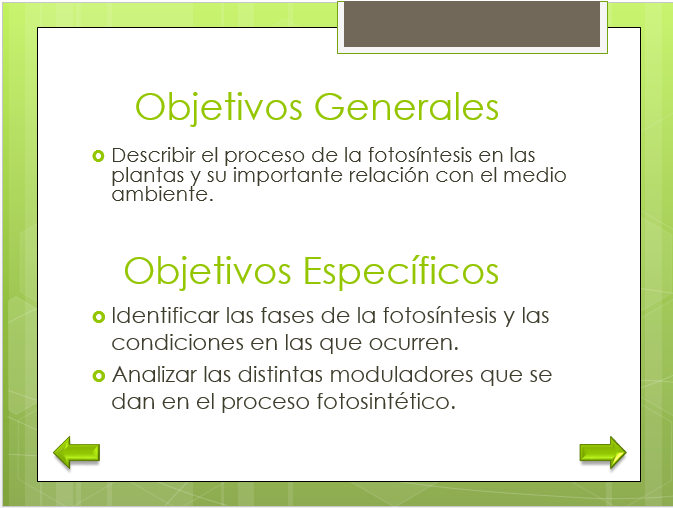 Objetivos Generales
Describir el proceso de la fotosíntesis en las
plantas y su importante relación con el medio
ambiente.
Objetivos Específicos
Identificar las fases de la fotosíntesis y las
condiciones en las que ocurren.
Analizar las distintas moduladores que se
dan en el proceso fotosintético.